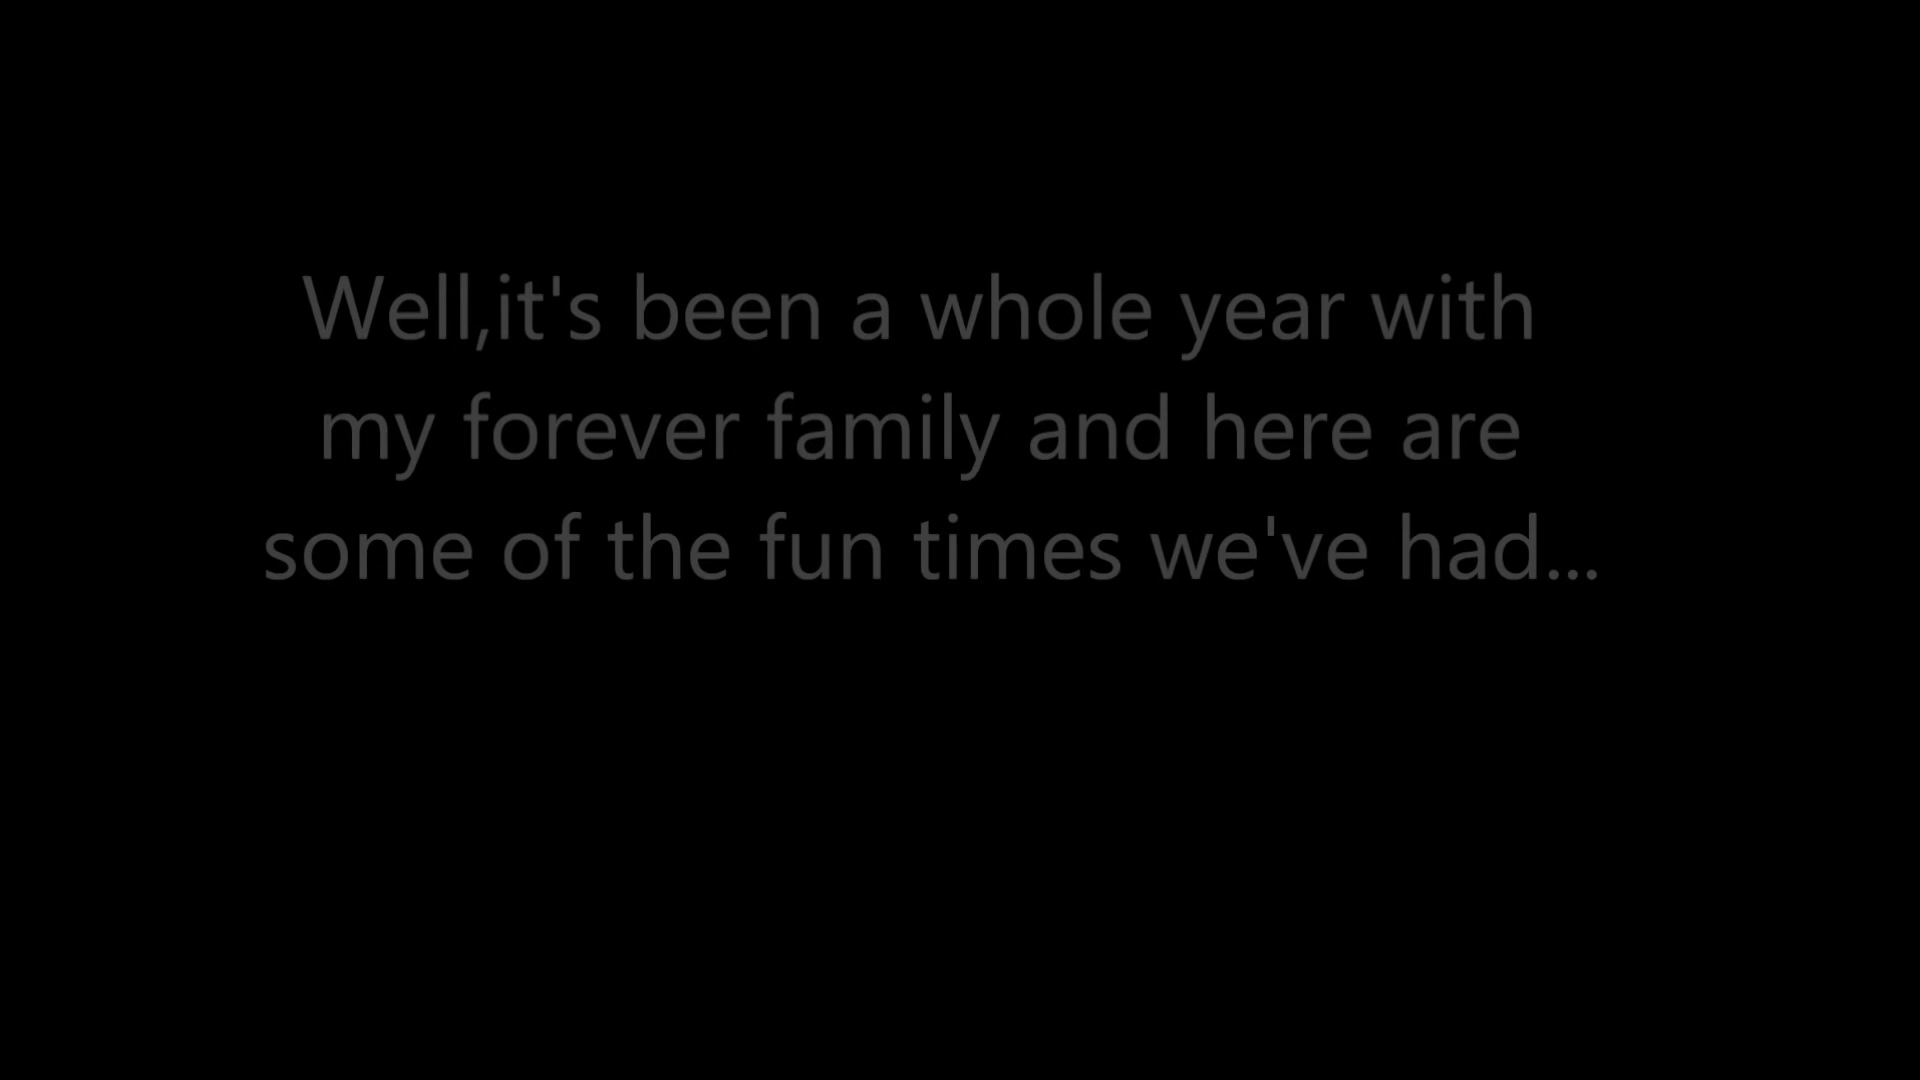 Well,it's been a whole year with
my forever family and here are
some of the fun times we've had...